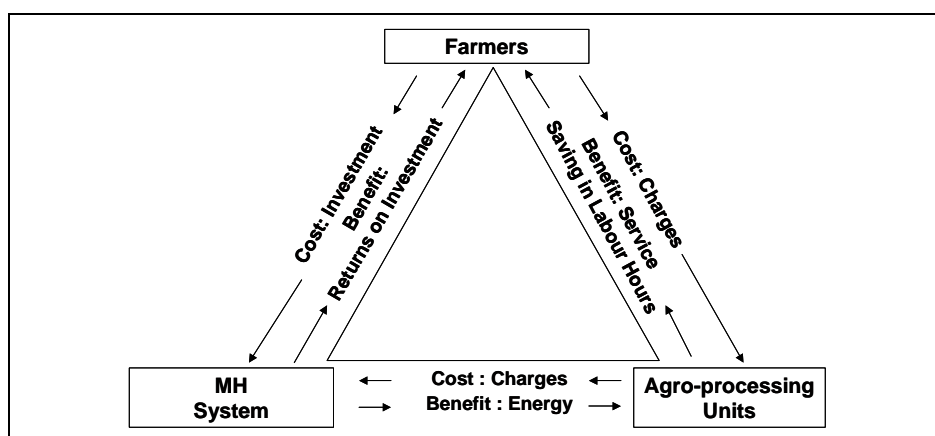 Farmers
Cost: Investment
Benefit:
Returns on Investment
Cost: Charges
Benefit: Service
Saving in Labour Hours
MH
System
Cost : Charges
Benefit : Energy
Agro-processing
Units